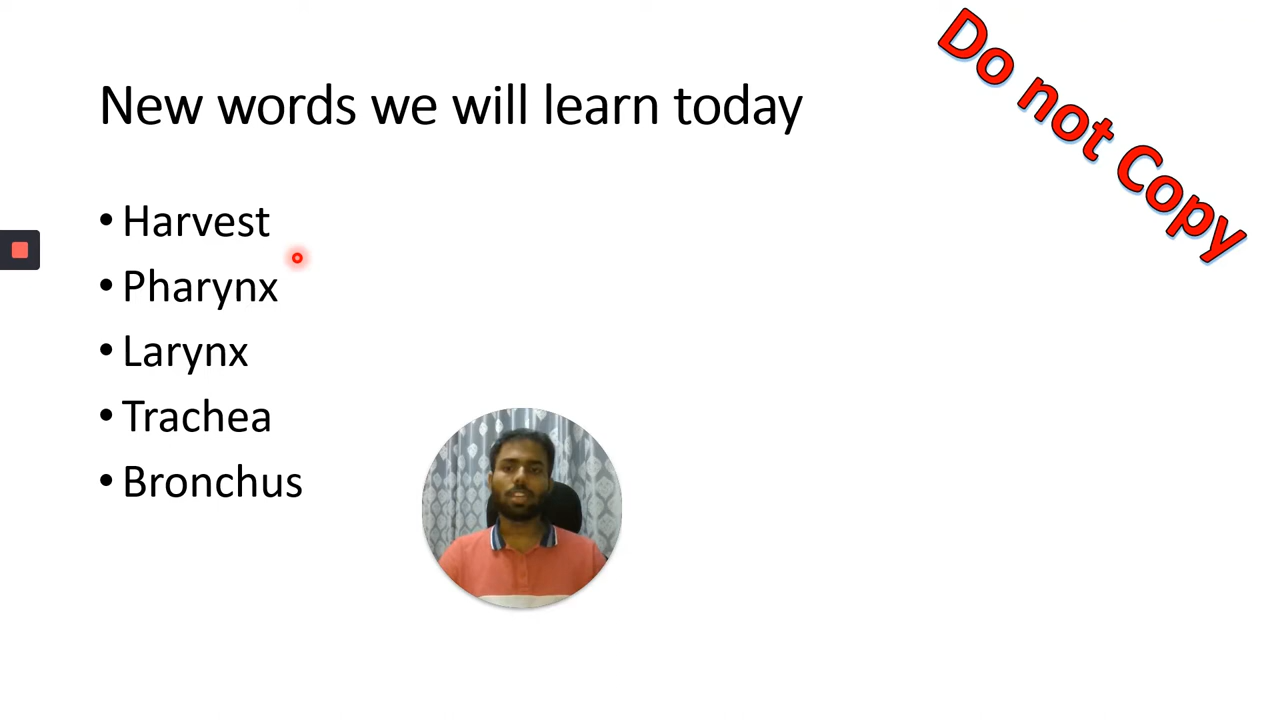 New words we will learn today
Do not Copy
• Harvest
• Pharynx
• Larynx
• Trachea
• Bronchus